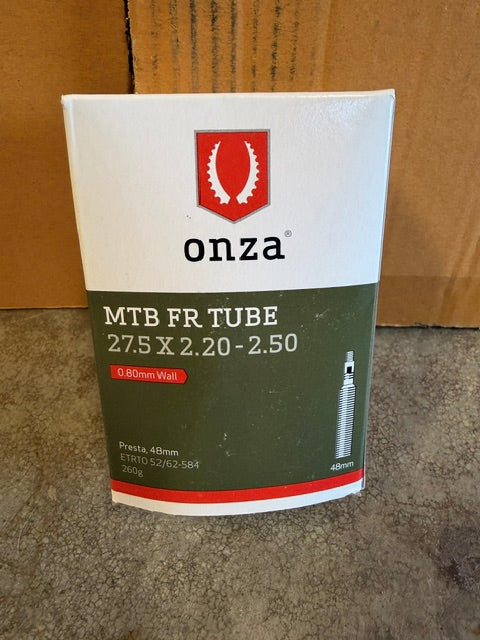 onza®
MTB FR TUBE
27.5 X 2.20 - 2.50
0.80mm Wall
Presta, 48mm
ETRTO 52/62-584
260g
48mm